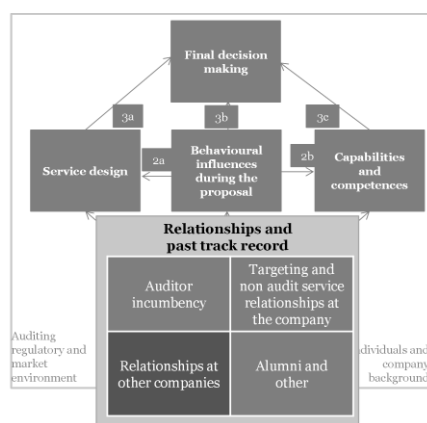 Final decision
making
3a
3b
3c
Service design
2a
Behavioural
influences
during the
proposal
2b
Capabilities
and
competences
Relationships and
past track record
Auditor
incumbency
Targeting and
non audit service
relationships at
the company
Relationships at
other companies
Alumni and
other
Auditing
regulatory and
market
environment
dividuals and
company
background